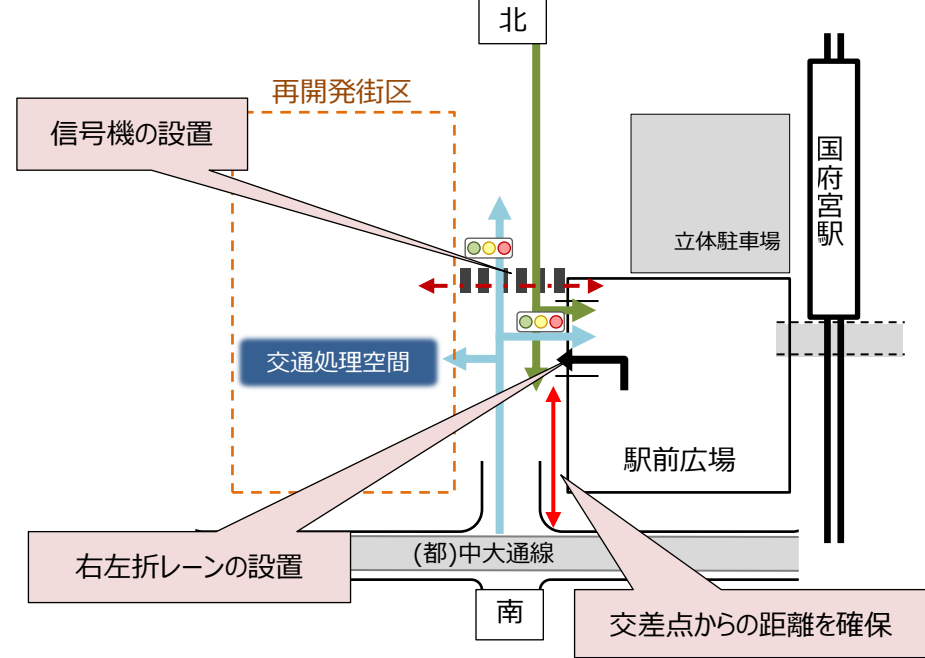 北
再開発街区
信号機の設置
国府宮駅
立体駐車場
交通処理空間
駅前広場
(都)中大通線
右左折レーンの設置
南
交差点からの距離を確保